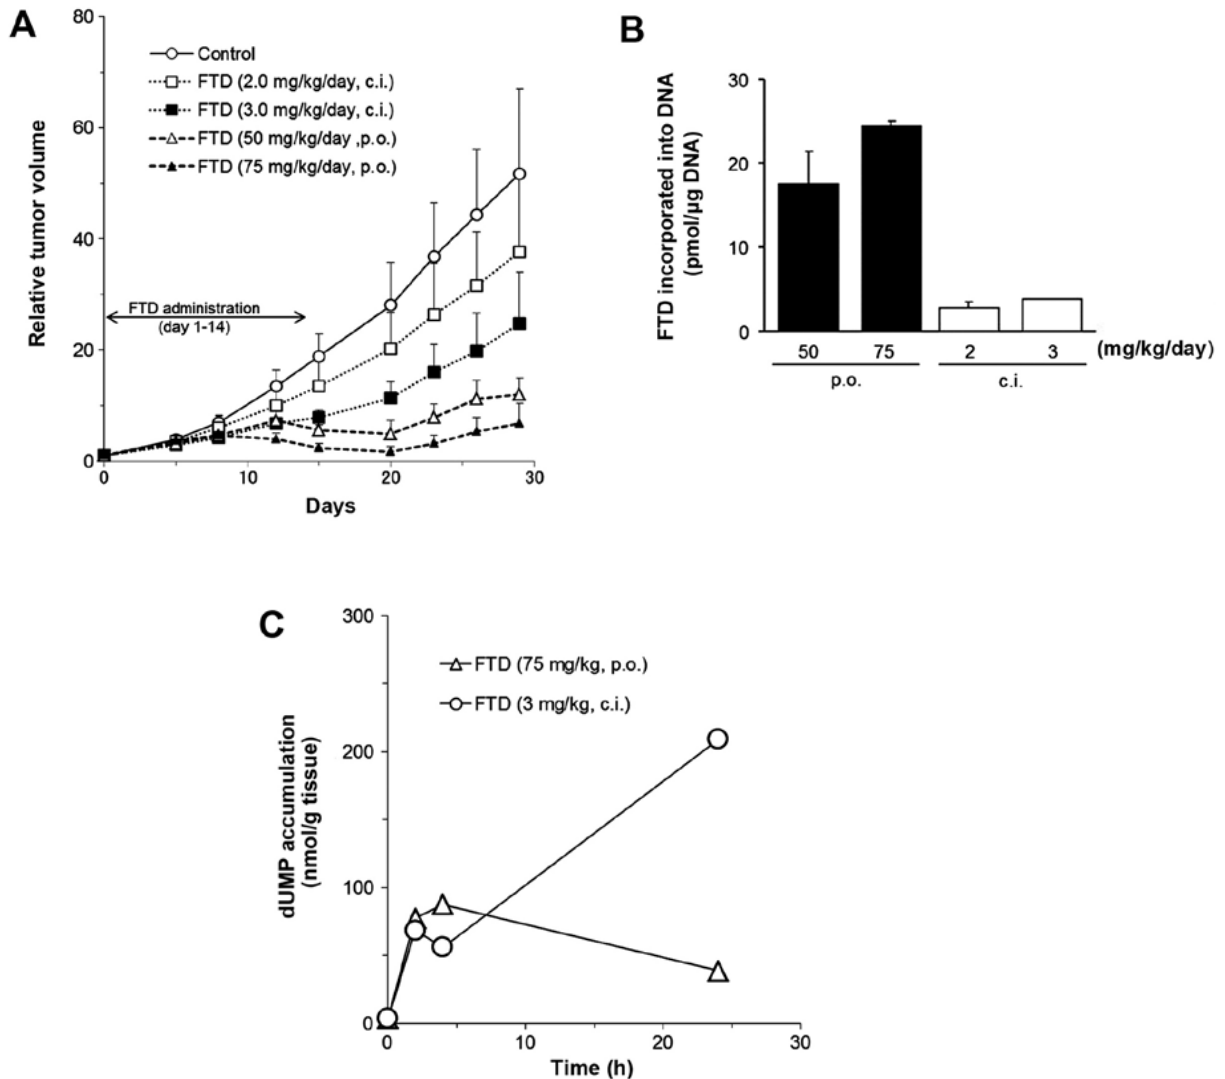 A
80
60
40
20
0
Relative tumor volume
Control
FTD (2.0 mg/kg/day, c.i.)
FTD (3.0 mg/kg/day, c.i.)
FTD (50 mg/kg/day ,p.o.)
FTD (75 mg/kg/day, p.o.)
FTD administration
(day 1-14)
0 10 20 30
Days
B
FTD incorporated into DNA
(pmol/µg DNA)
30
20
10
0
50 75 2 3 (mg/kg/day)
p.o. c.i.
C
300
200
100
0
dUMP accumulation
(nmol/g tissue)
FTD (75 mg/kg, p.o.)
FTD (3 mg/kg, c.i.)
0 10 20 30
Time (h)